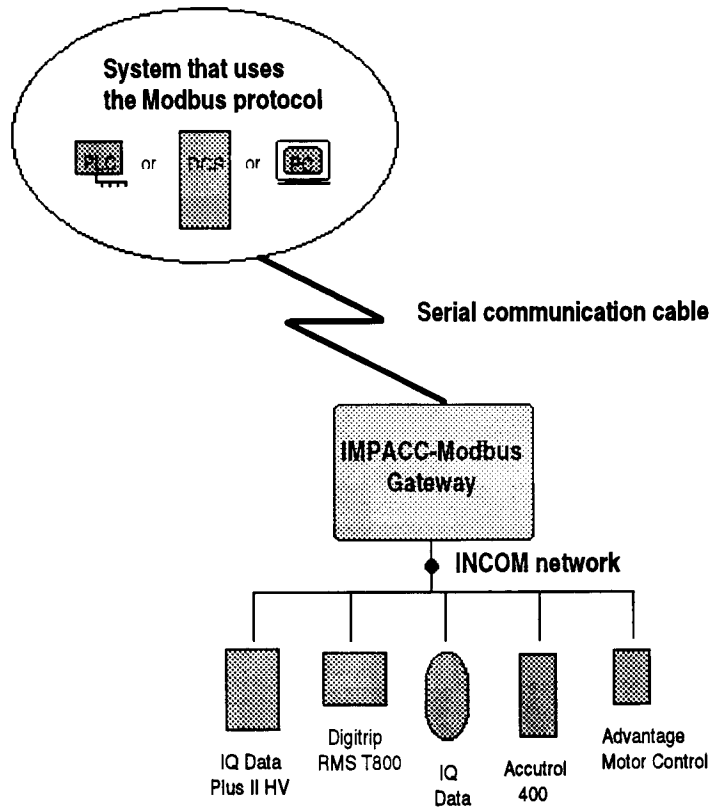 System that uses
the Modbus protocol
PLC or DCS or PC
Serial communication cable
IMPACC-Modbus
Gateway
INCOM network
IQ Data
Plus II HV
Digitrip
RMS T800
IQ
Data
Accutrol
400
Advantage
Motor Control